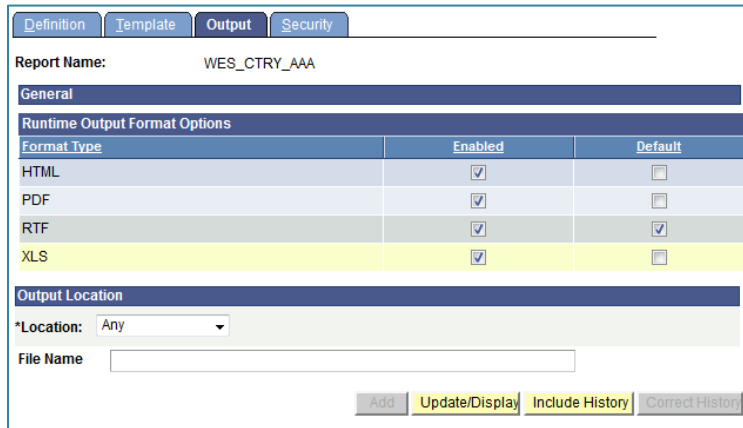 Definition Template Output Security
Report Name: WES_CTRY_AAA
General
Runtime Output Format Options
Format Type Enabled Default
HTML
PDF
RTF
XLS
Output Location
*Location: Any
File Name
Add Update/Display Include History Correct History